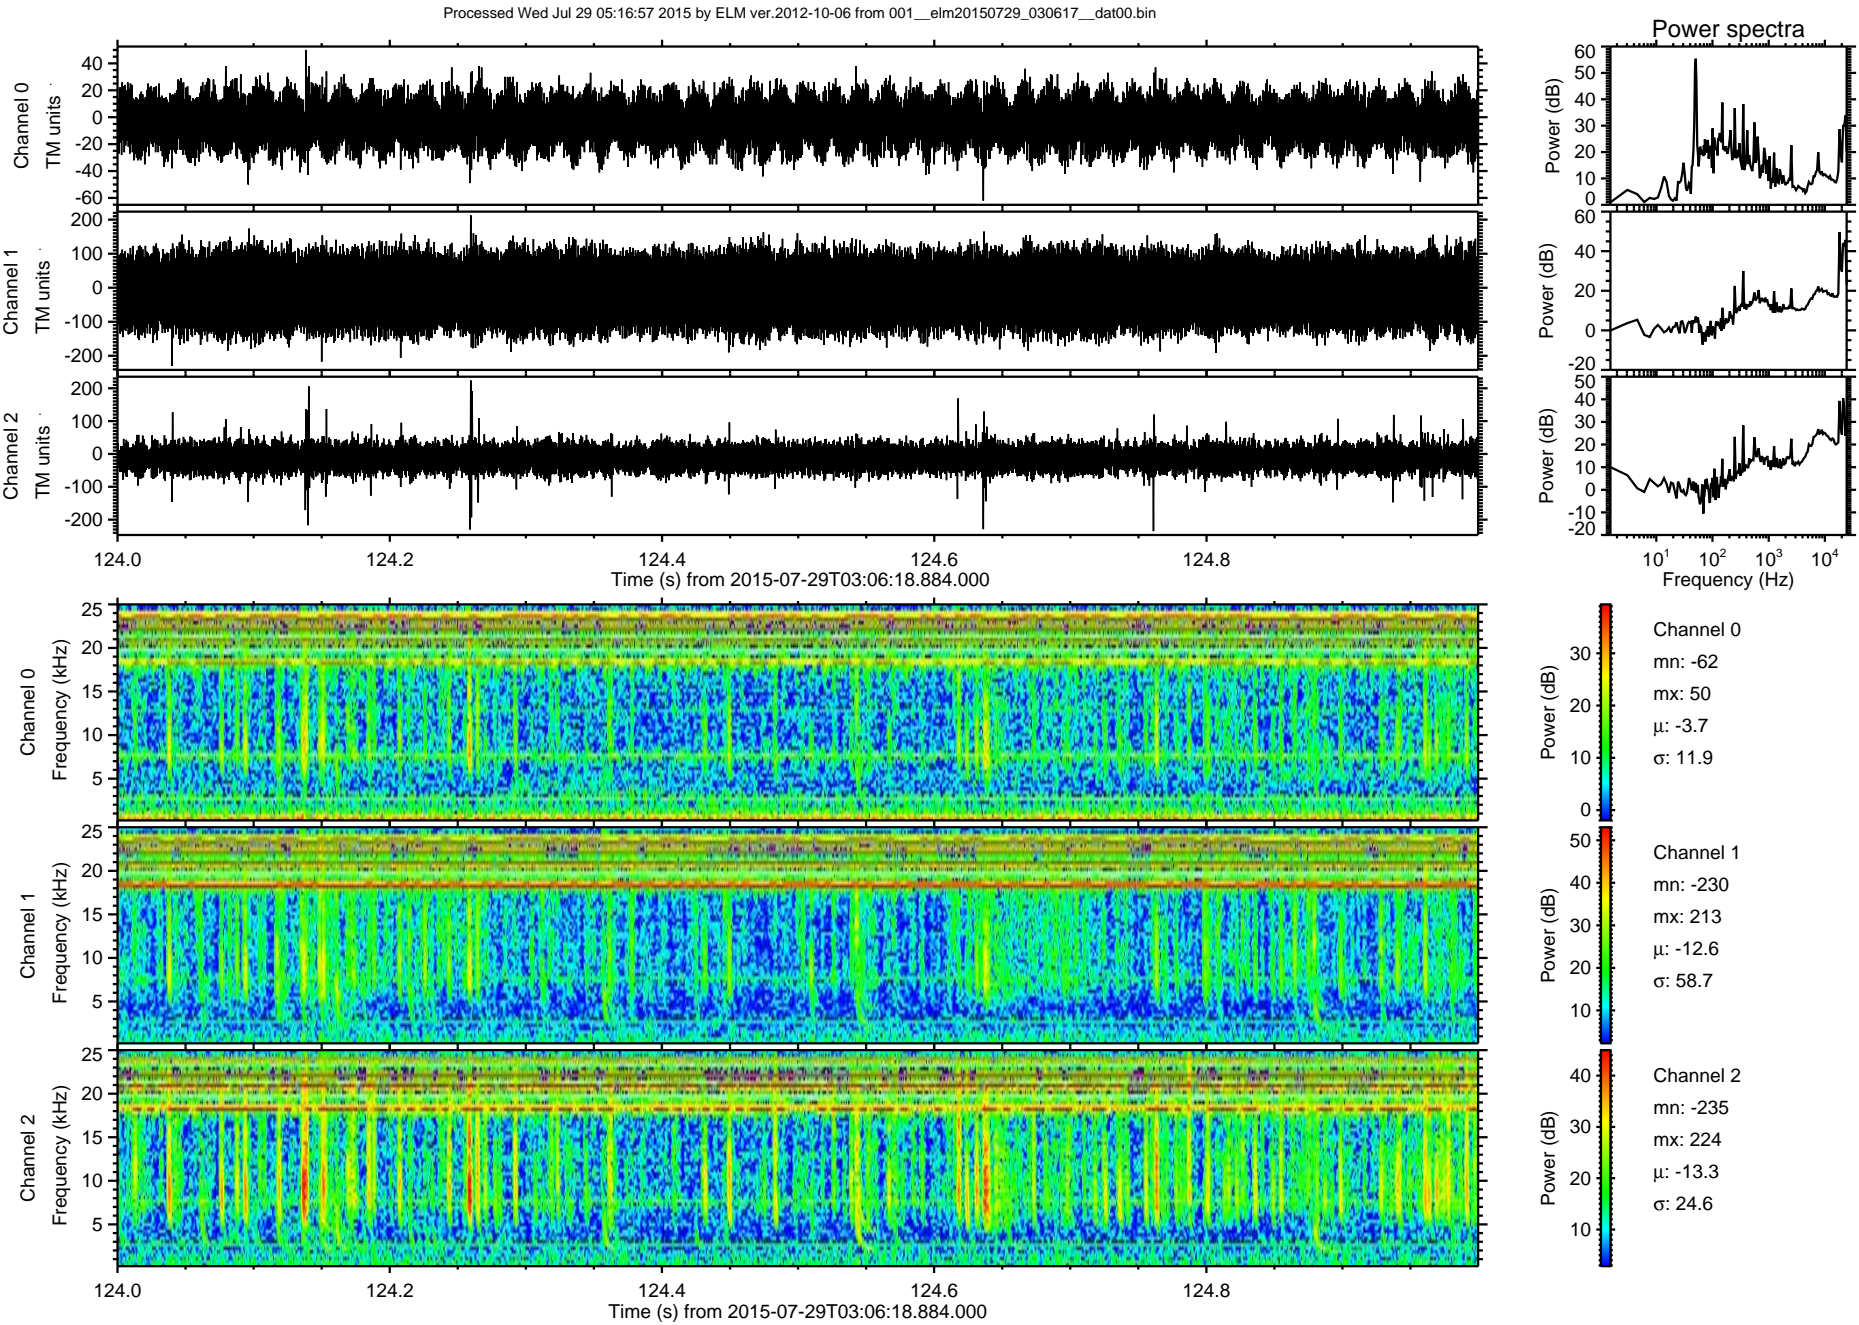 Processed Wed Jul 29 05:16:57 2015 by ELM ver.2012-10-06 from 001__elm20150729_030617__dat00.bin
Power spectra
Channel 0
TM units
40
20
0
-20
-40
-60
Power (dB)
60
50
40
30
20
10
0
Channel 1
TM units
200
100
0
-100
-200
Power (dB)
60
40
20
0
-20
Channel 2
TM units
200
100
0
-100
-200
Power (dB)
50
40
30
20
10
0
-10
-20
124.0 124.2 124.4 124.6 124.8
Time (s) from 2015-07-29T03:06:18.884.000
10^1 10^2 10^3 10^4
Frequency (Hz)
Channel 0
Frequency (kHz)
25
20
15
10
5
Power (dB)
30
20
10
0
Channel 0
mn: -62
mx: 50
μ: -3.7
σ: 11.9
Channel 1
Frequency (kHz)
25
20
15
10
5
Power (dB)
50
40
30
20
10
Channel 1
mn: -230
mx: 213
μ: -12.6
σ: 58.7
Channel 2
Frequency (kHz)
25
20
15
10
5
Power (dB)
40
30
20
10
Channel 2
mn: -235
mx: 224
μ: -13.3
σ: 24.6
124.0 124.2 124.4 124.6 124.8
Time (s) from 2015-07-29T03:06:18.884.000